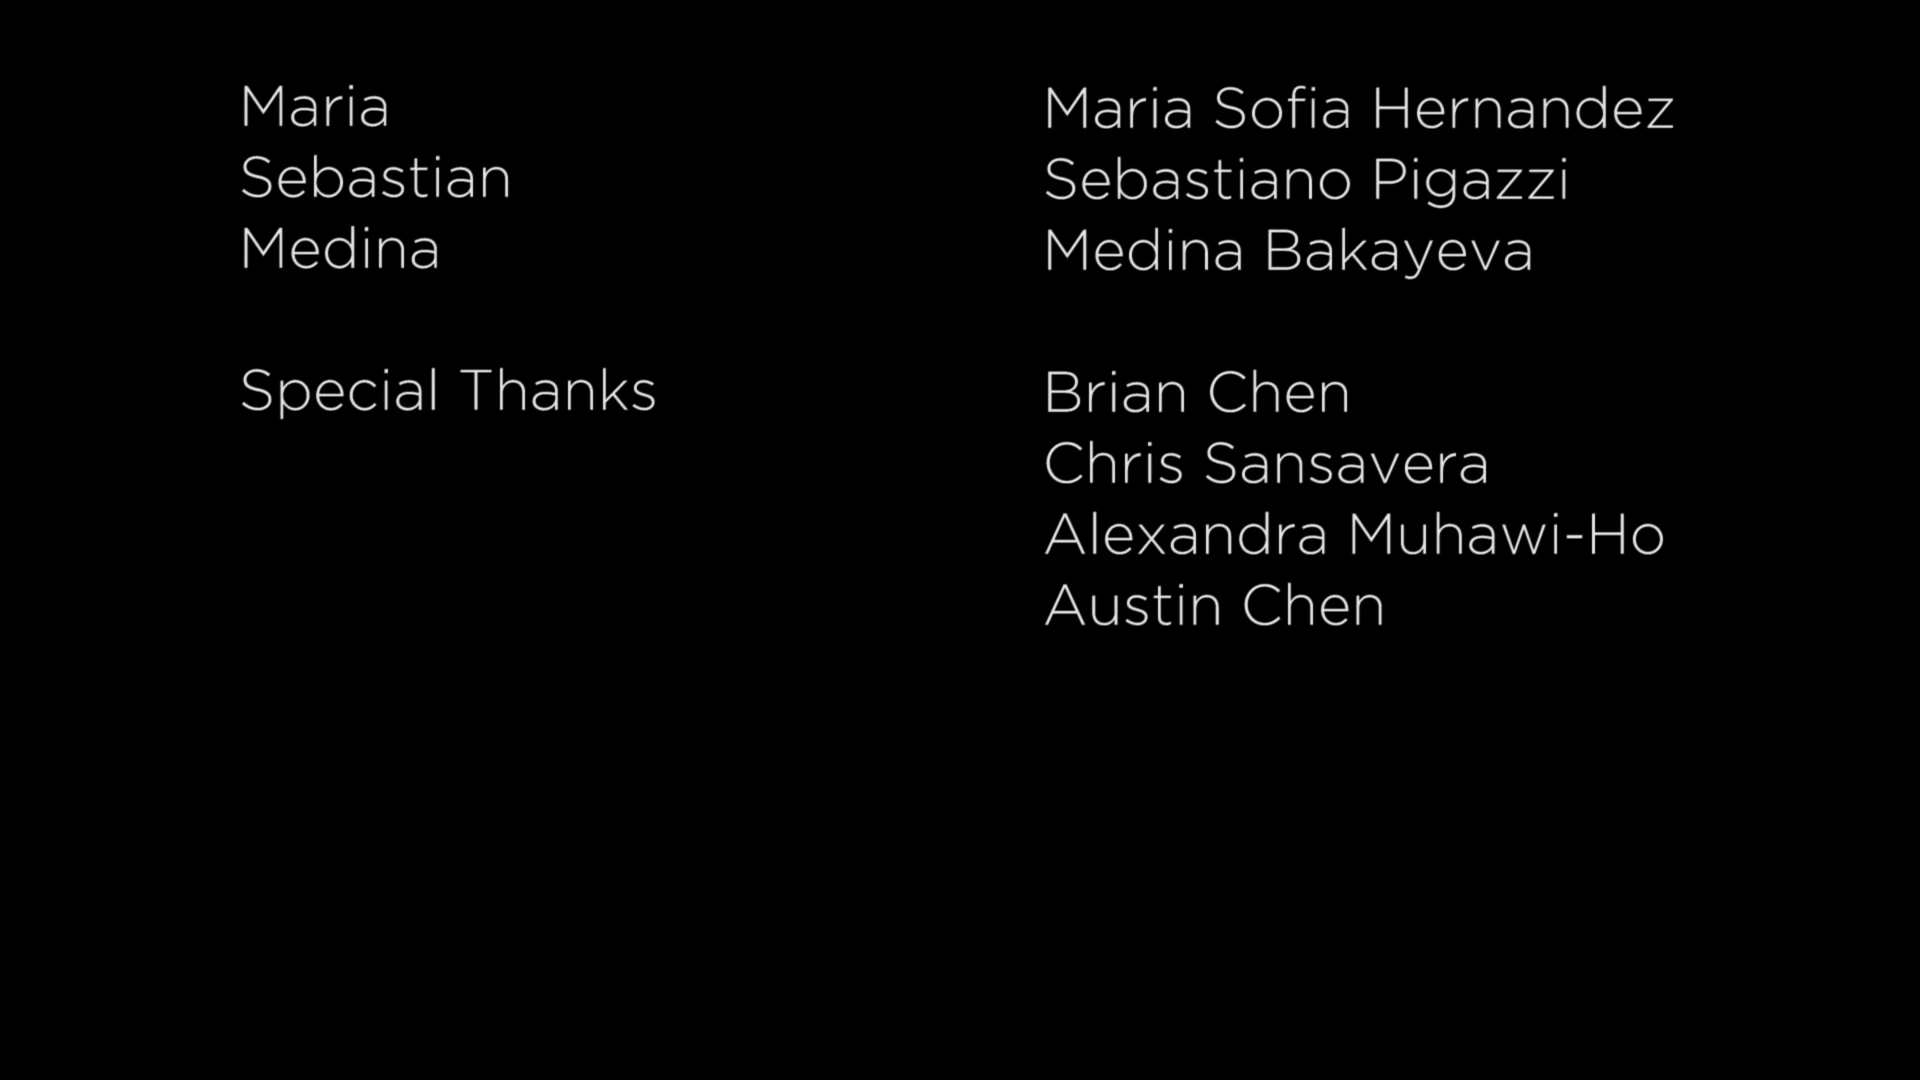 Maria Maria Sofia Hernandez
Sebastian Sebastiano Pigazzi
Medina Medina Bakayeva
Special Thanks Brian Chen
Chris Sansavera
Alexandra Muhawi-Ho
Austin Chen